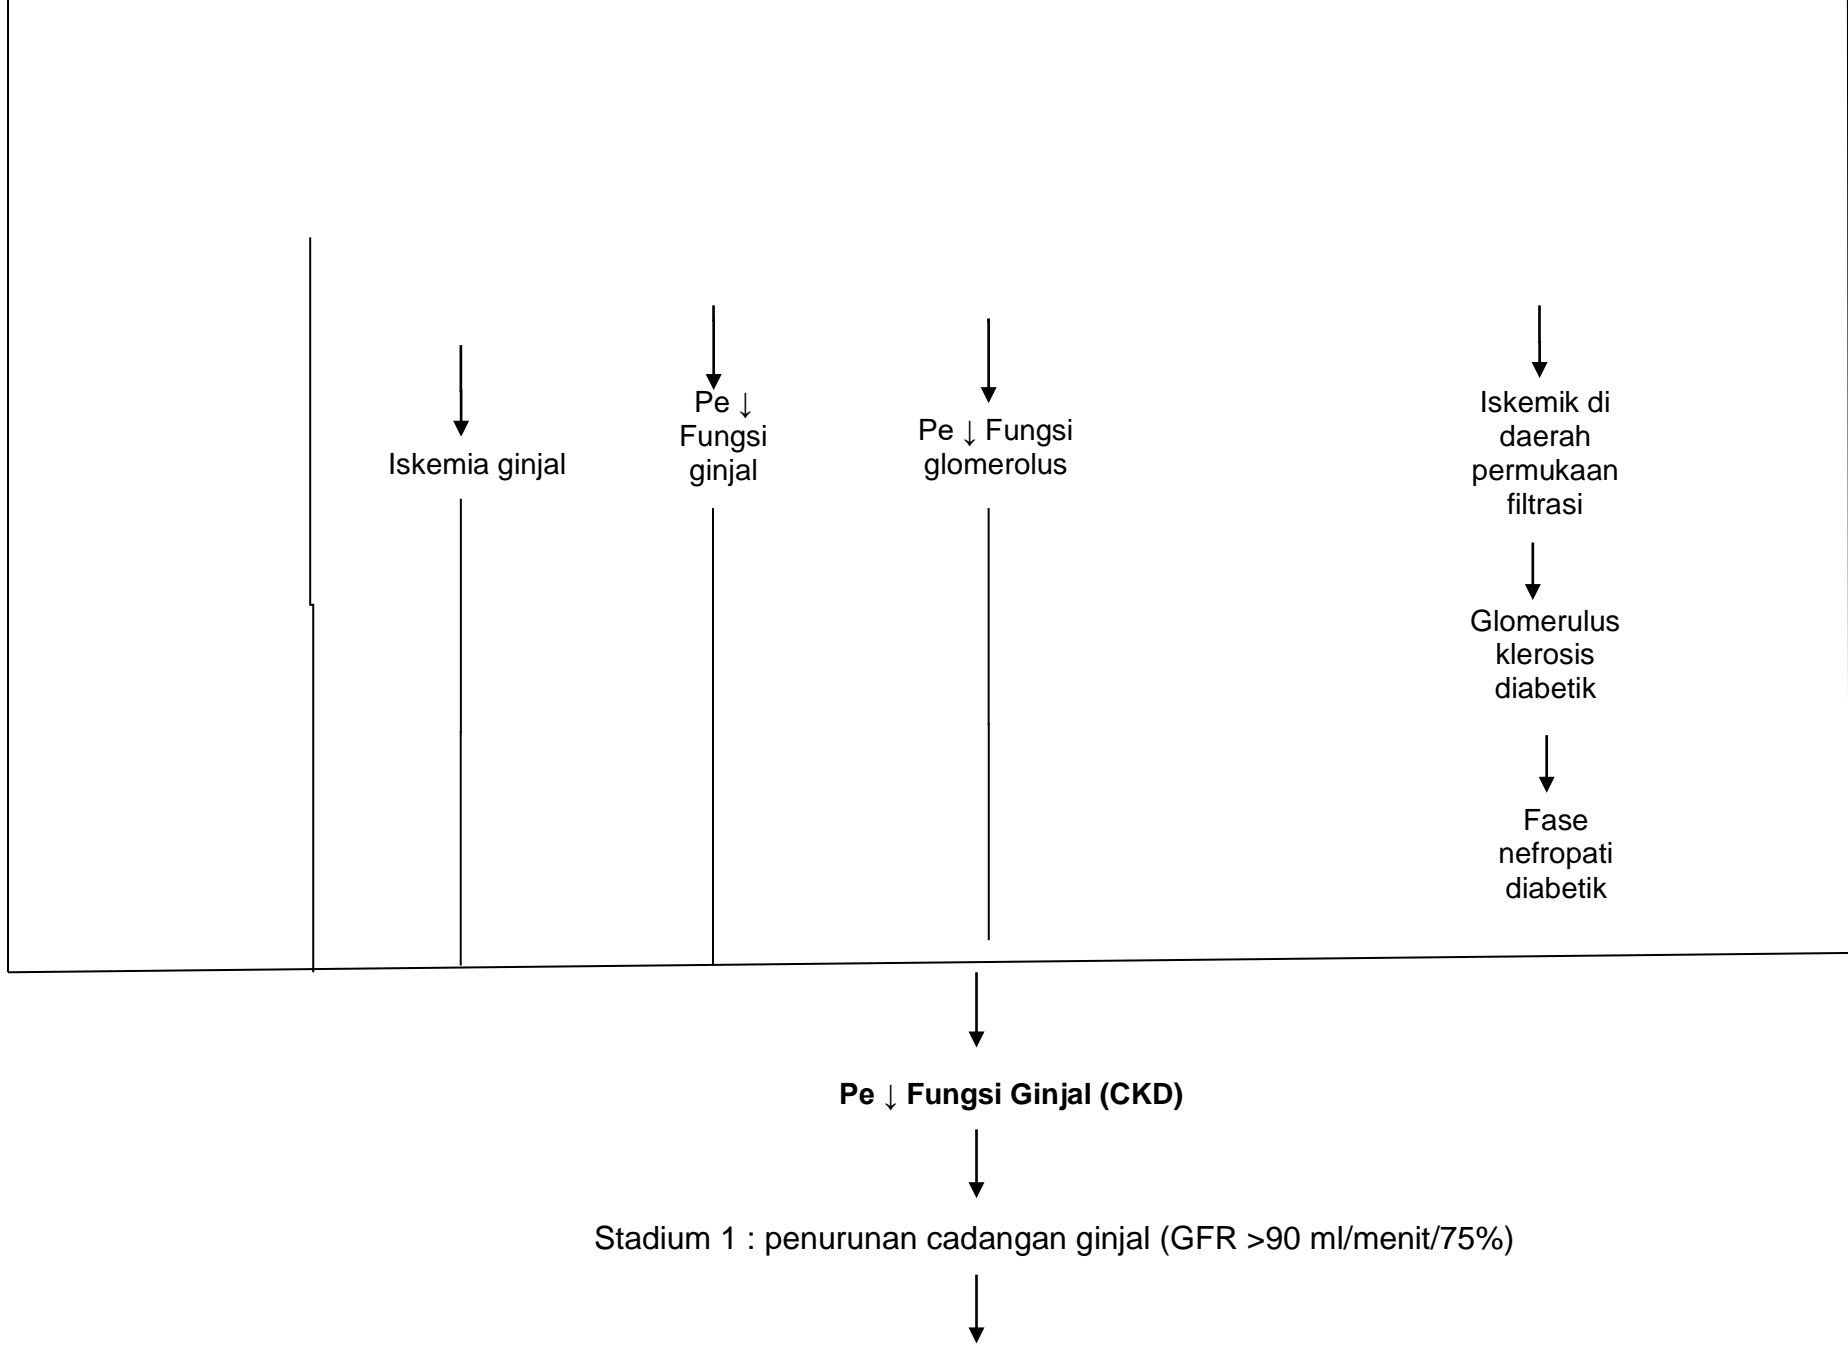 Iskemia ginjal
Pe ↓
Fungsi
ginjal
Pe ↓ Fungsi
glomerolus
Iskemik di
daerah
permukaan
filtrasi
Glomerulus
klerosis
diabetik
Fase
nefropati
diabetik
Pe ↓ Fungsi Ginjal (CKD)
Stadium 1 : penurunan cadangan ginjal (GFR >90 ml/menit/75%)